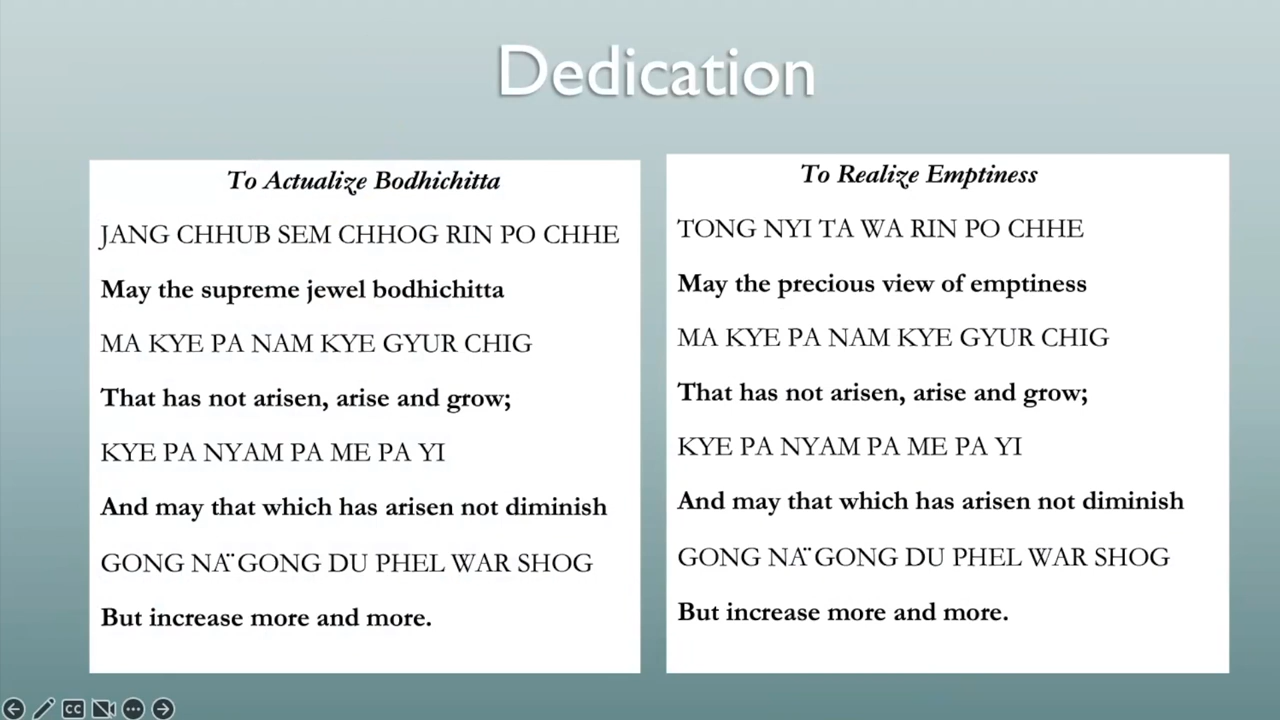 Dedication
To Actualize Bodhichitta
JANG CHHUB SEM CHHOG RIN PO CHHE
May the supreme jewel bodhichitta
MA KYE PA NAM KYE GYUR CHIG
That has not arisen, arise and grow;
KYE PA NYAM PA ME PA YI
And may that which has arisen not diminish
GONG NA¨ GONG DU PHEL WAR SHOG
But increase more and more.
To Realize Emptiness
TONG NYI TA WA RIN PO CHHE
May the precious view of emptiness
MA KYE PA NAM KYE GYUR CHIG
That has not arisen, arise and grow;
KYE PA NYAM PA ME PA YI
And may that which has arisen not diminish
GONG NA¨ GONG DU PHEL WAR SHOG
But increase more and more.
CC